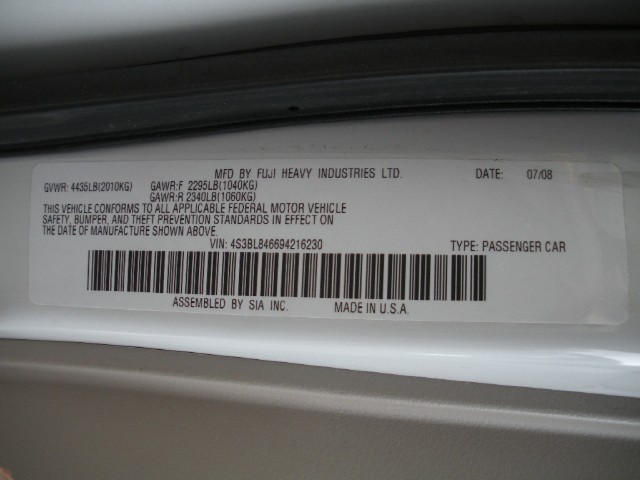 MFD BY FUJI HEAVY INDUSTRIES LTD. DATE: 07/08
GVWR: 4435LB(2010KG) GAWR:F 2295LB(1040KG)
GAWR:R 2340LB(1060KG)
THIS VEHICLE CONFORMS TO ALL APPLICABLE FEDERAL MOTOR VEHICLE
SAFETY, BUMPER, AND THEFT PREVENTION STANDARDS IN EFFECT ON
THE DATE OF MANUFACTURE SHOWN ABOVE.
VIN: 4S3BL846694216230 TYPE: PASSENGER CAR
ASSEMBLED BY SIA INC. MADE IN U.S.A.